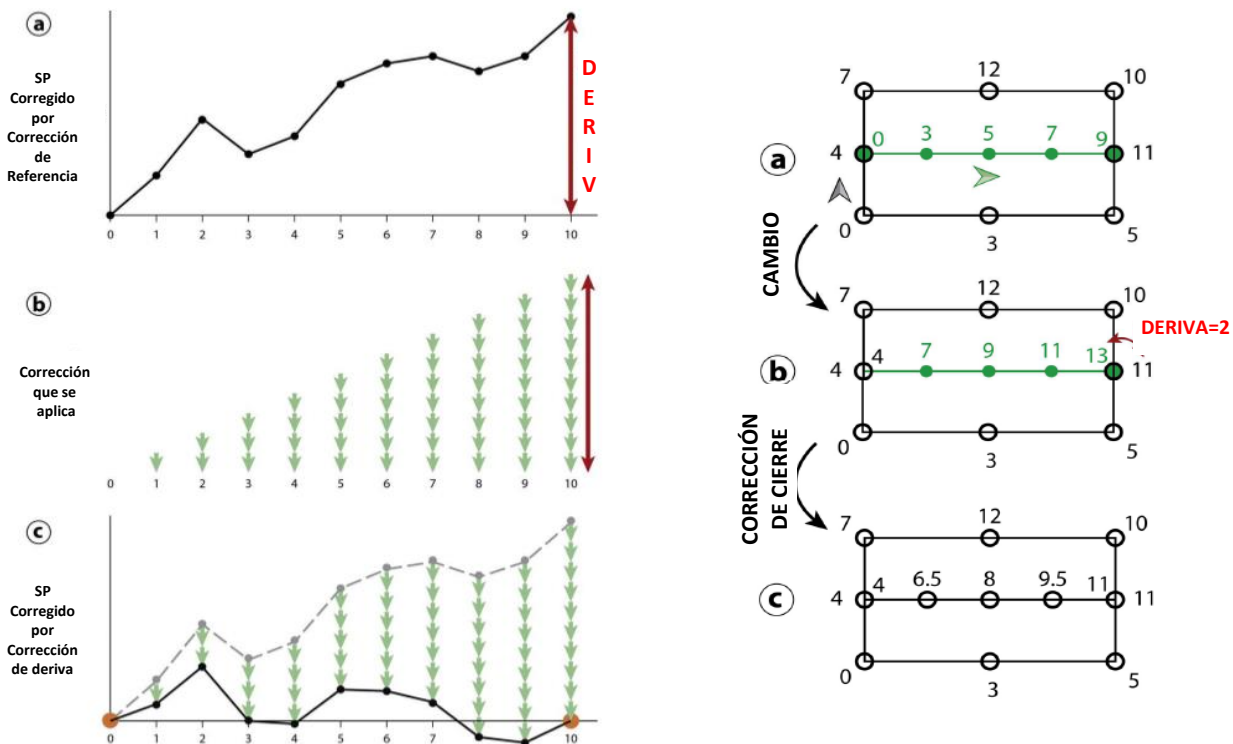 a
SP
Corregido
por
Corrección
de
Referencia
D
E
R
I
V
0 1 2 3 4 5 6 7 8 9 10
b
Corrección
que se
aplica
0 1 2 3 4 5 6 7 8 9 10
c
SP
Corregido
por
Corrección
de deriva
0 1 2 3 4 5 6 7 8 9 10
7 12 10
a
4 0 3 5 7 9 11
0 3 5
CAMBIO
7 12 10
DERIVA=2
b
4 4 7 9 11 13 11
0 3 5
CORRECCIÓN
DE CIERRE
7 12 10
c
4 4 6.5 8 9.5 11 11
0 3 5